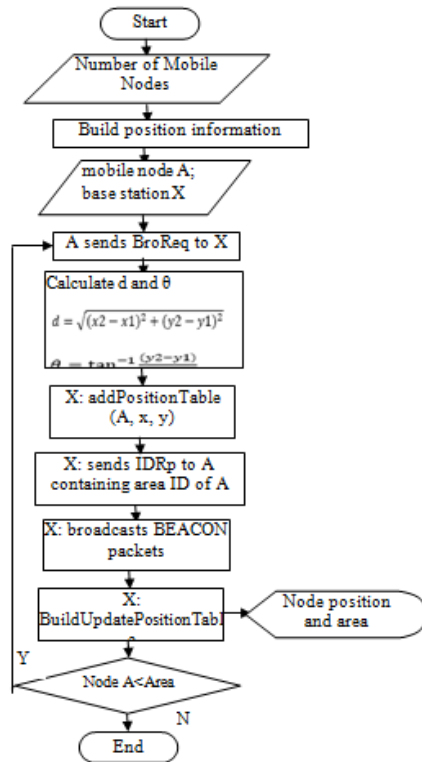 Start
Number of Mobile
Nodes
Build position information
mobile node A;
base station X
A sends BroReq to X
Calculate d and θ
d = √((x2 − x1)² + (y2 − y1)²)
θ = tan⁻¹ (y2−y1)
X: addPositionTable
(A, x, y)
X: sends IDRp to A
containing area ID of A
X: broadcasts BEACON
packets
X:
BuildUpdatePositionTabl
Node position
and area
Y
Node A<Area
N
End